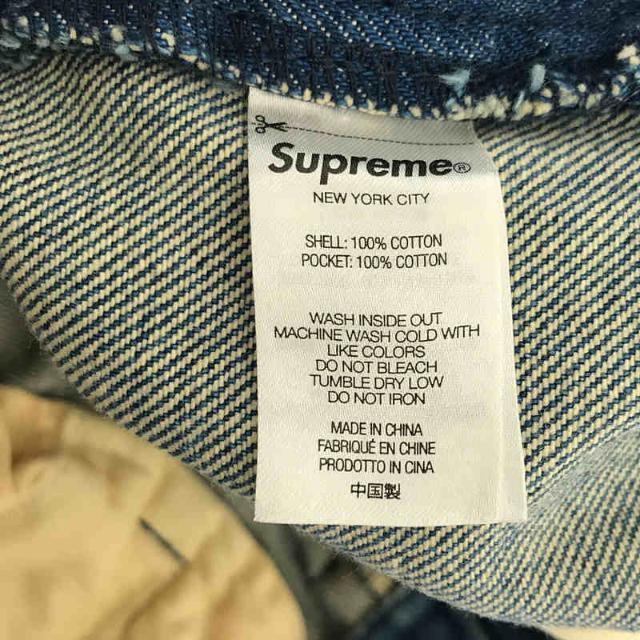 Supreme®
NEW YORK CITY
SHELL: 100% COTTON
POCKET: 100% COTTON
WASH INSIDE OUT
MACHINE WASH COLD WITH
LIKE COLORS
DO NOT BLEACH
TUMBLE DRY LOW
DO NOT IRON
MADE IN CHINA
FABRIQUÉ EN CHINE
PRODOTTO IN CINA
中国製